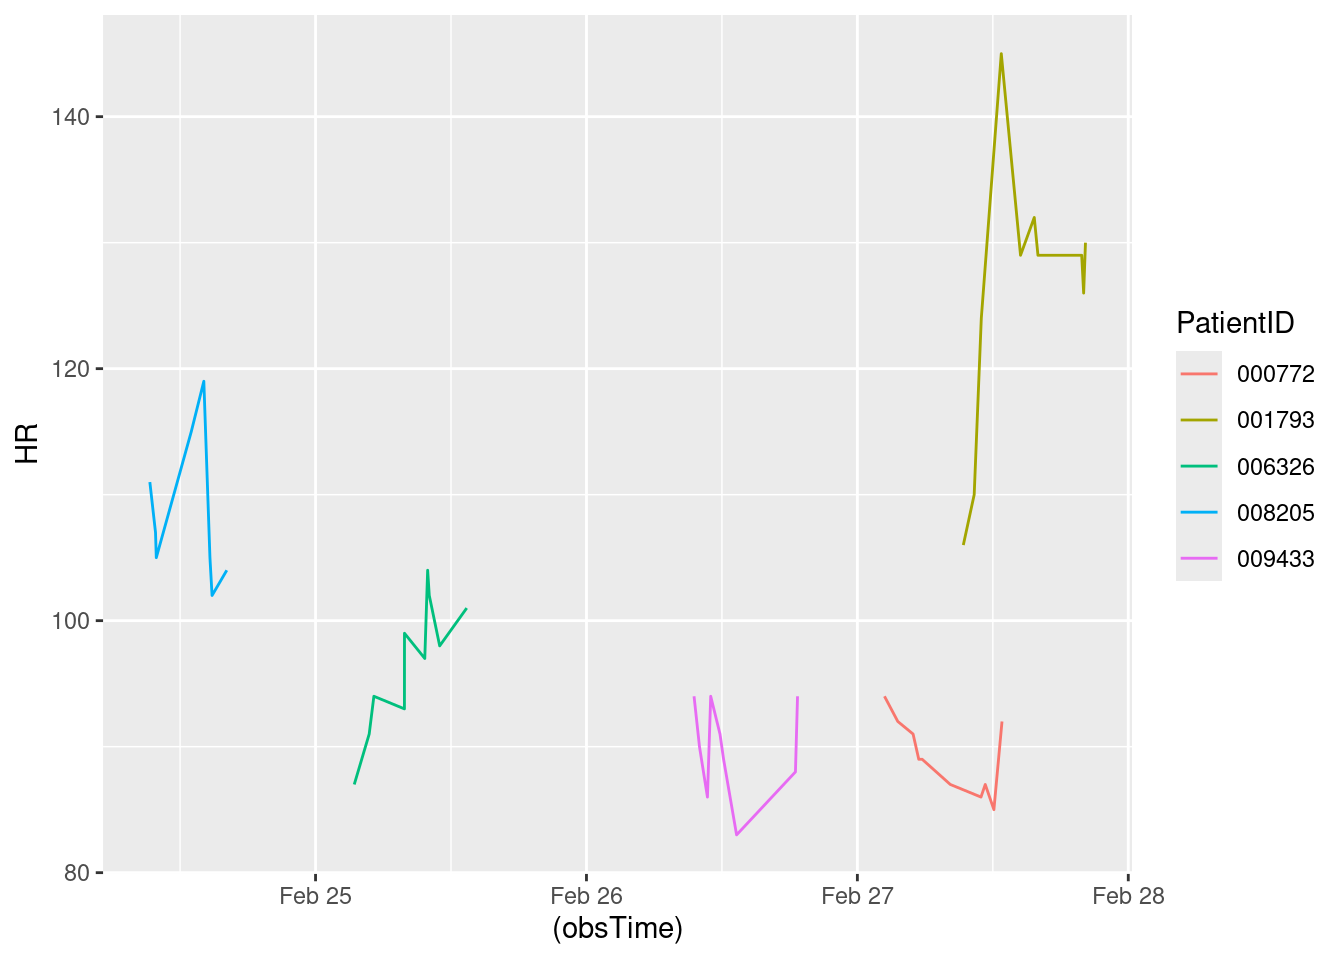 140
120
100
80
HR
Feb 25
Feb 26
Feb 27
Feb 28
(obsTime)
PatientID
000772
001793
006326
008205
009433